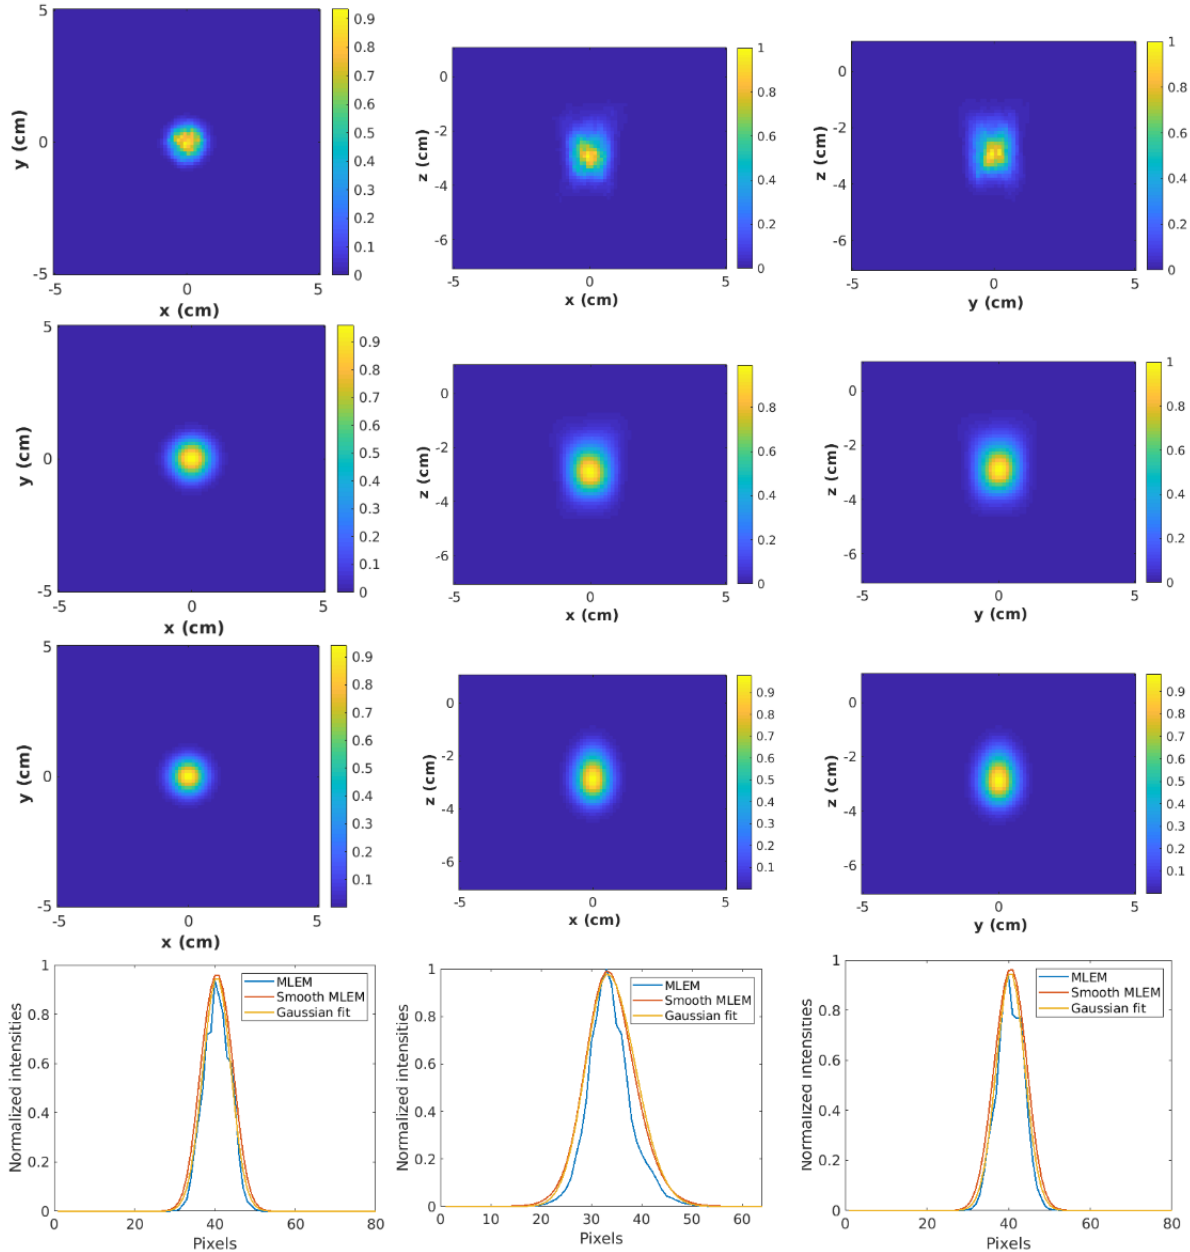 5
0
-5
y (cm)
-5 0 5
x (cm)
0.9
0.8
0.7
0.6
0.5
0.4
0.3
0.2
0.1
0
0
-2
-4
-6
z (cm)
-5 0 5
x (cm)
1
0.8
0.6
0.4
0.2
0
0
-2
-4
-6
z (cm)
-5 0 5
y (cm)
1
0.8
0.6
0.4
0.2
0
5
0
-5
y (cm)
-5 0 5
x (cm)
0.9
0.8
0.7
0.6
0.5
0.4
0.3
0.2
0.1
0
0
-2
-4
-6
z (cm)
-5 0 5
x (cm)
0.8
0.6
0.4
0.2
0
0
-2
-4
-6
z (cm)
-5 0 5
y (cm)
1
0.8
0.6
0.4
0.2
0
5
0
-5
y (cm)
-5 0 5
x (cm)
0.9
0.8
0.7
0.6
0.5
0.4
0.3
0.2
0.1
0
-2
-4
-6
z (cm)
-5 0 5
x (cm)
0.9
0.8
0.7
0.6
0.5
0.4
0.3
0.2
0.1
0
-2
-4
-6
z (cm)
-5 0 5
y (cm)
0.9
0.8
0.7
0.6
0.5
0.4
0.3
0.2
0.1
1
0.8
0.6
0.4
0.2
0
Normalized intensities
MLEM
Smooth MLEM
Gaussian fit
0 20 40 60 80
Pixels
1
0.8
0.6
0.4
0.2
0
Normalized intensities
MLEM
Smooth MLEM
Gaussian fit
0 10 20 30 40 50 60
Pixels
1
0.8
0.6
0.4
0.2
0
Normalized intensities
MLEM
Smooth MLEM
Gaussian fit
0 20 40 60 80
Pixels